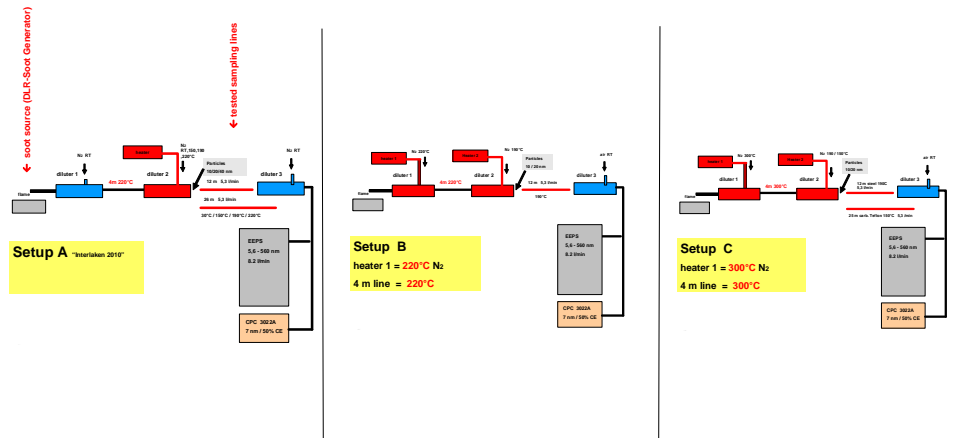 ← soot source (DLR-Soot Generator)
← tested sampling lines
N₂ RT
heater
N₂
RT,150,190
,220°C
Particles
10/20/60 nm
N₂ RT
diluter 1
4m 220°C
diluter 2
12 m 5,3 l/min
diluter 3
flame
26 m 5,3 l/min
20°C / 150°C / 190°C / 220°C
Setup A "Interlaken 2010"
EEPS
5,6 - 560 nm
8.2 l/min
CPC 3022A
7 nm / 50% CE
heater 1
N₂ 220°C
heater 2
N₂ 190°C
Particles
10 / 20 nm
air RT
diluter 1
4m 220°C
diluter 2
12 m 5,3 l/min
diluter 3
flame
190°C
Setup B
heater 1 = 220°C N₂
4 m line = 220°C
EEPS
5,6 - 560 nm
8.2 l/min
CPC 3022A
7 nm / 50% CE
heater 1
N₂ 300°C
heater 2
Particles
10/20 nm
air RT
diluter 1
4m 300°C
diluter 2
12 m steel 190C
5,3 l/min
diluter 3
flame
25 m carb. Teflon 150°C 5,3 l/min
Setup C
heater 1 = 300°C N₂
4 m line = 300°C
EEPS
5,6 - 560 nm
8.2 l/min
CPC 3022A
7 nm / 50% CE